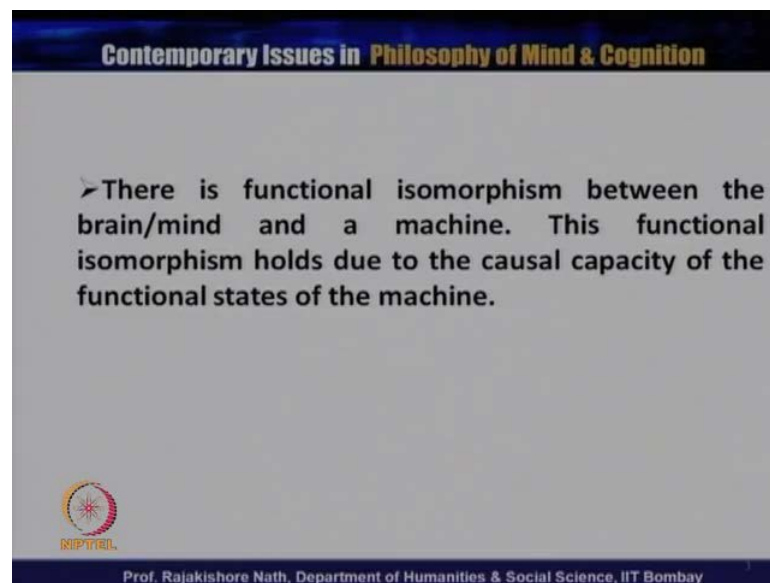 Contemporary Issues in Philosophy of Mind & Cognition
➢There is functional isomorphism between the
brain/mind and a machine. This functional
isomorphism holds due to the causal capacity of the
functional states of the machine.
NPTEL
Prof. Rajakishore Nath, Department of Humanities & Social Science, IIT Bombay